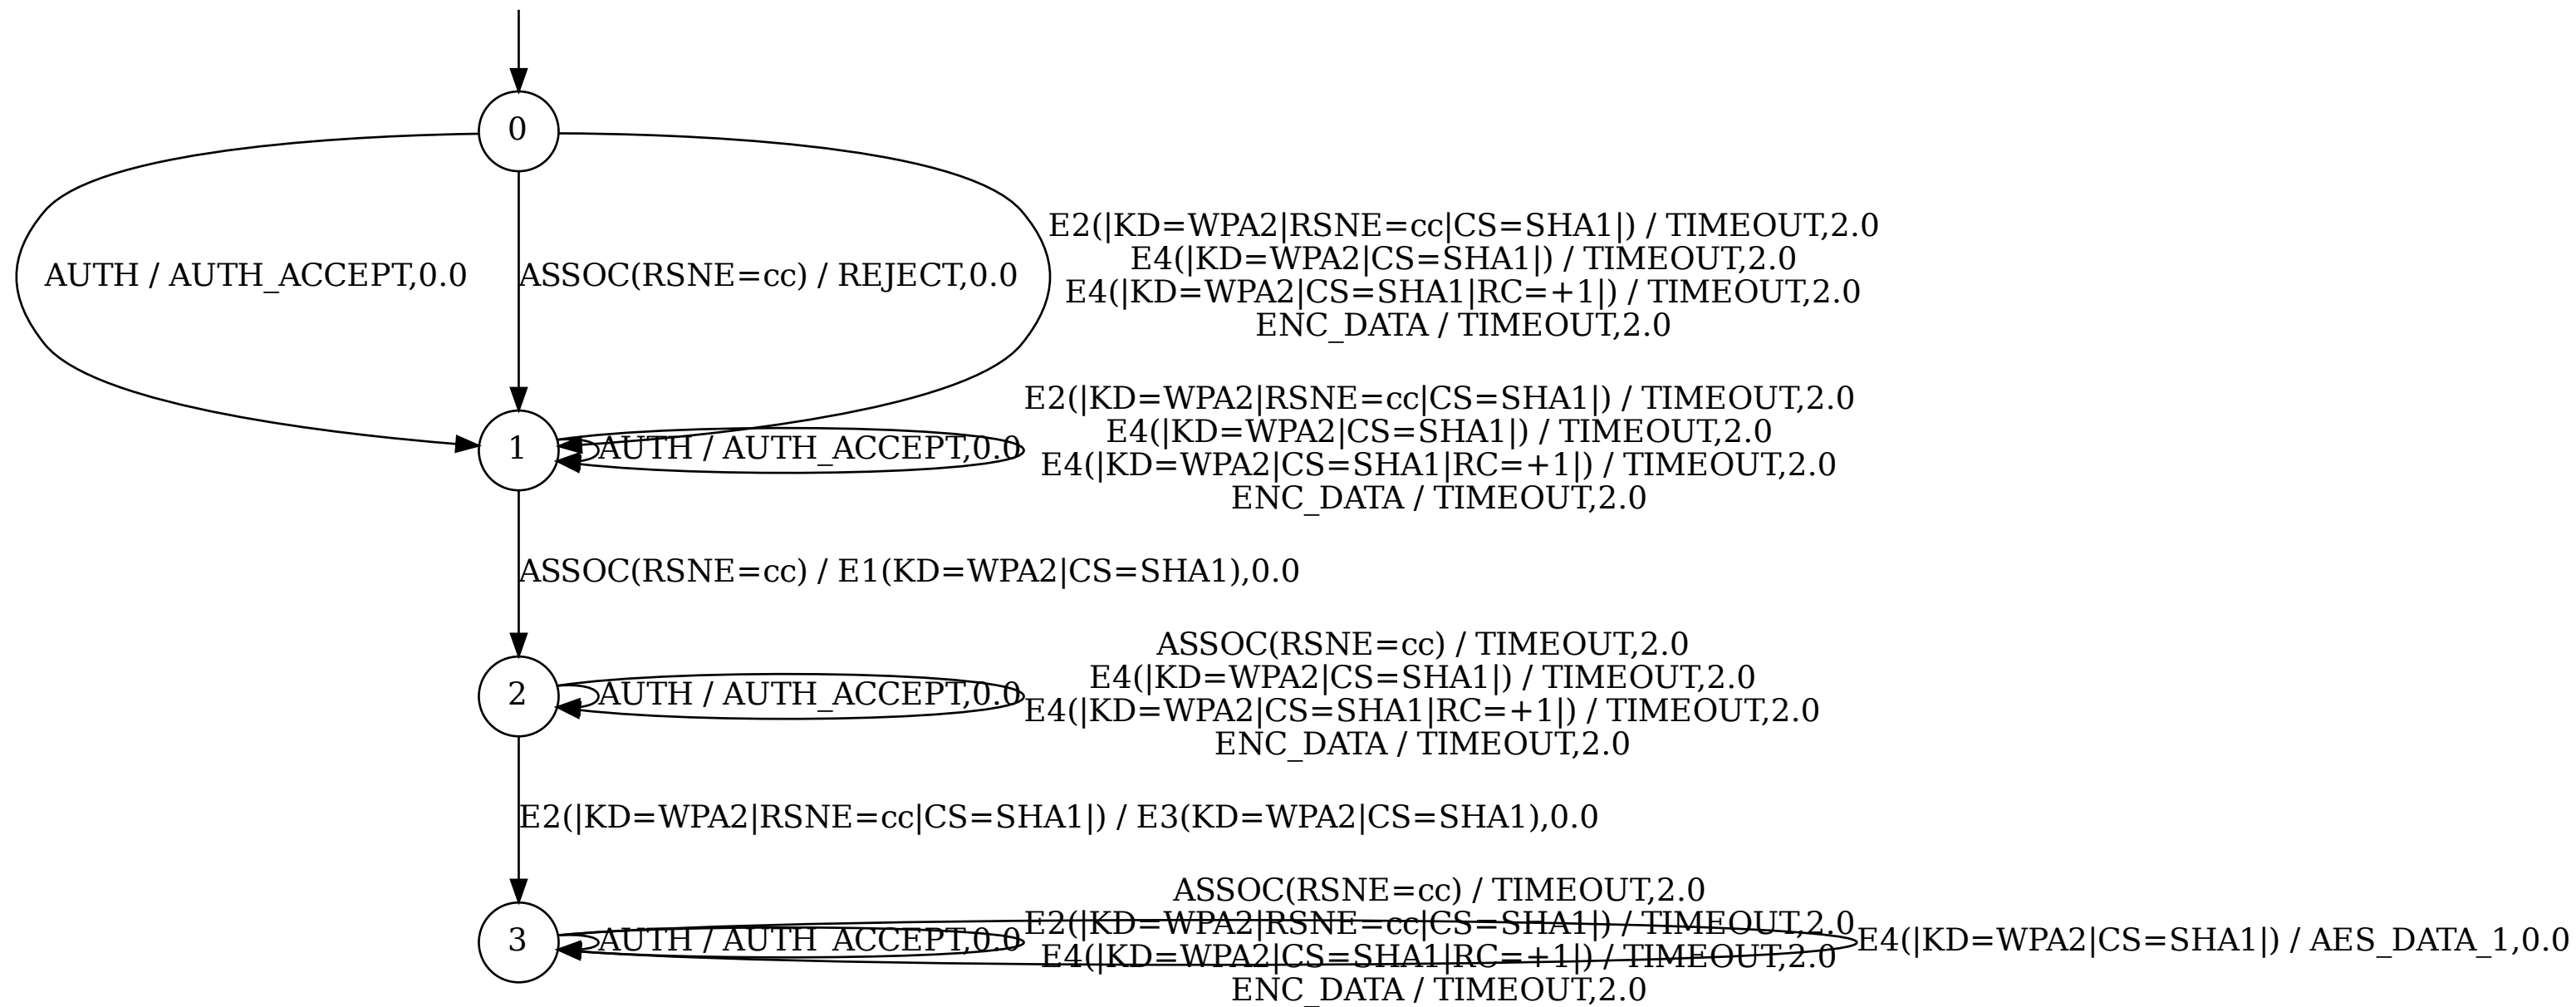 0
E2(|KD=WPA2|RSNE=cc|CS=SHA1|) / TIMEOUT,2.0
E4(|KD=WPA2|CS=SHA1|) / TIMEOUT,2.0
AUTH / AUTH_ACCEPT,0.0
ASSOC(RSNE=cc) / REJECT,0.0
E4(|KD=WPA2|CS=SHA1|RC=+1|) / TIMEOUT,2.0
ENC_DATA / TIMEOUT,2.0
E2(|KD=WPA2|RSNE=cc|CS=SHA1|) / TIMEOUT,2.0
E4(|KD=WPA2|CS=SHA1|) / TIMEOUT,2.0
1
AUTH / AUTH_ACCEPT,0.0
E4(|KD=WPA2|CS=SHA1|RC=+1|) / TIMEOUT,2.0
ENC_DATA / TIMEOUT,2.0
ASSOC(RSNE=cc) / E1(KD=WPA2|CS=SHA1),0.0
ASSOC(RSNE=cc) / TIMEOUT,2.0
E4(|KD=WPA2|CS=SHA1|) / TIMEOUT,2.0
2
AUTH / AUTH_ACCEPT,0.0
E4(|KD=WPA2|CS=SHA1|RC=+1|) / TIMEOUT,2.0
ENC_DATA / TIMEOUT,2.0
E2(|KD=WPA2|RSNE=cc|CS=SHA1|) / E3(KD=WPA2|CS=SHA1),0.0
ASSOC(RSNE=cc) / TIMEOUT,2.0
E2(|KD=WPA2|RSNE=cc|CS=SHA1|) / TIMEOUT,2.0
3
AUTH / AUTH_ACCEPT,0.0
E4(|KD=WPA2|CS=SHA1|RC=+1|) / TIMEOUT,2.0
ENC_DATA / TIMEOUT,2.0
E4(|KD=WPA2|CS=SHA1|) / AES_DATA_1,0.0